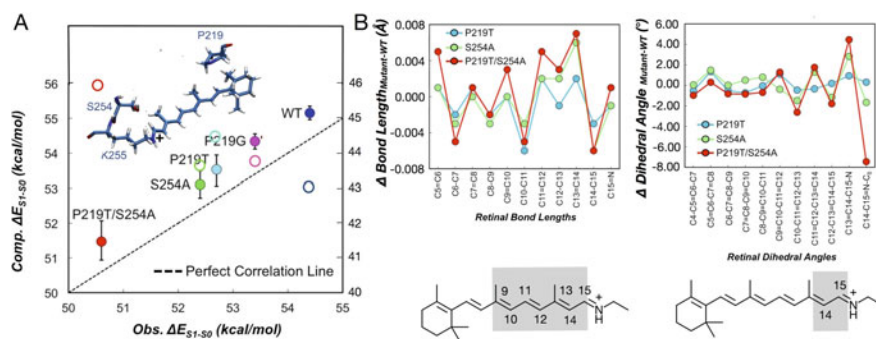 A
Comp. ΔE_S1-S0 (kcal/mol)
56
55
54
53
52
51
50
P219
S254
K255
+
WT
P219G
P219T
S254A
P219T/S254A
Perfect Correlation Line
46
45
44
43
42
41
50
51
52
53
54
55
Obs. ΔE_S1-S0 (kcal/mol)
B
Δ Bond Length_Mutant-WT (Å)
0.008
0.004
0.000
-0.004
-0.008
P219T
S254A
P219T/S254A
C5=C6
C6-C7
C7=C8
C8-C9
C9=C10
C10-C11
C11=C12
C12-C13
C13=C14
C14-C15
C15=N
Retinal Bond Lengths
9
11
13
15
10
12
14
+
N
H
Δ Dihedral Angle _Mutant-WT (°)
8.00
6.00
4.00
2.00
0.00
-2.00
-4.00
-6.00
-8.00
P219T
S254A
P219T/S254A
C4-C5=C6-C7
C5=C6-C7=C8
C6-C7=C8-C9
C7=C8-C9=C10
C8-C9=C10-C11
C9=C10-C11=C12
C10-C11=C12-C13
C11=C12-C13=C14
C12-C13=C14-C15
C13=C14-C15-N
C14-C15=N-C
Retinal Dihedral Angles
15
14
+
N
H